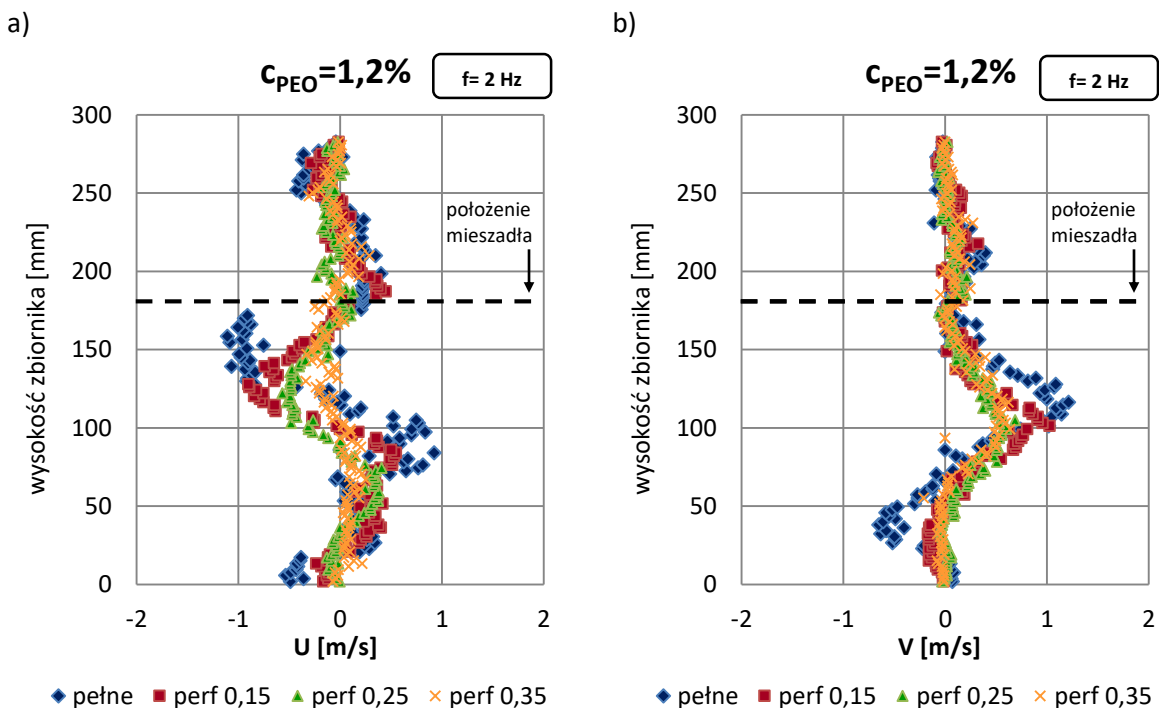 a)
c_PEO=1,2%
f= 2 Hz
wysokość zbiornika [mm]
300
250
200
150
100
50
0
położenie
mieszadła
-2 -1 0 1 2
U [m/s]
pełne perf 0,15 perf 0,25 perf 0,35
b)
c_PEO=1,2%
f= 2 Hz
wysokość zbiornika [mm]
300
250
200
150
100
50
0
położenie
mieszadła
-2 -1 0 1 2
V [m/s]
pełne perf 0,15 perf 0,25 perf 0,35